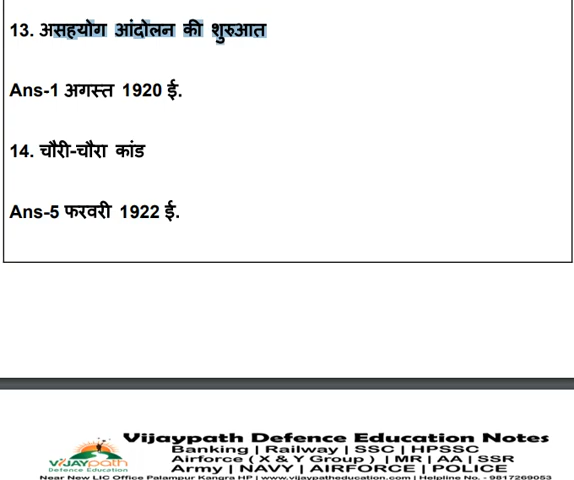 13. असहयोग आंदोलन की शुरुआत
Ans-1 अगस्त 1920 ई.
14. चौरी-चौरा कांड
Ans-5 फरवरी 1922 ई.
Vijaypath Defence Education Notes
Banking | Railway | SSC | HPSSC
Airforce ( X & Y Group ) | MR | AA | SSR
Army | NAVY | AIRFORCE | POLICE
VIJAYpath
Defence Education
Near New LIC Office Palampur Kangra HP | www.vijaypatheducation.com | Helpline No. - 9817269053